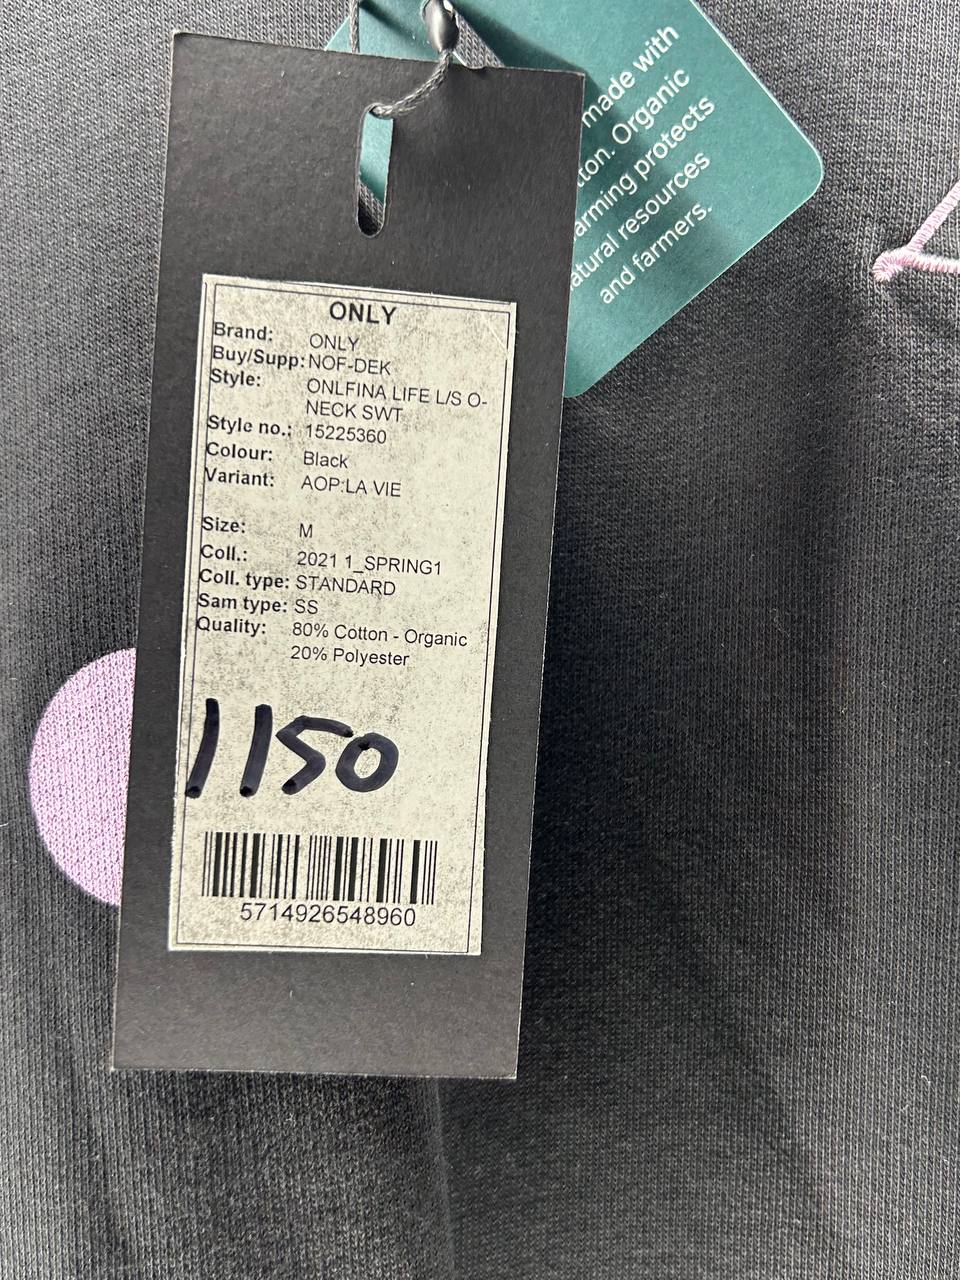 made with
tton. Organic
arming protects
atural resources
and farmers.
ONLY
Brand: ONLY
Buy/Supp: NOF-DEK
Style: ONLFINA LIFE L/S O-
NECK SWT
Style no.: 15225360
Colour: Black
Variant: AOP:LA VIE
Size: M
Coll.: 2021 1_SPRING1
Coll. type: STANDARD
Sam type: SS
Quality: 80% Cotton - Organic
20% Polyester
1150
5714926548960